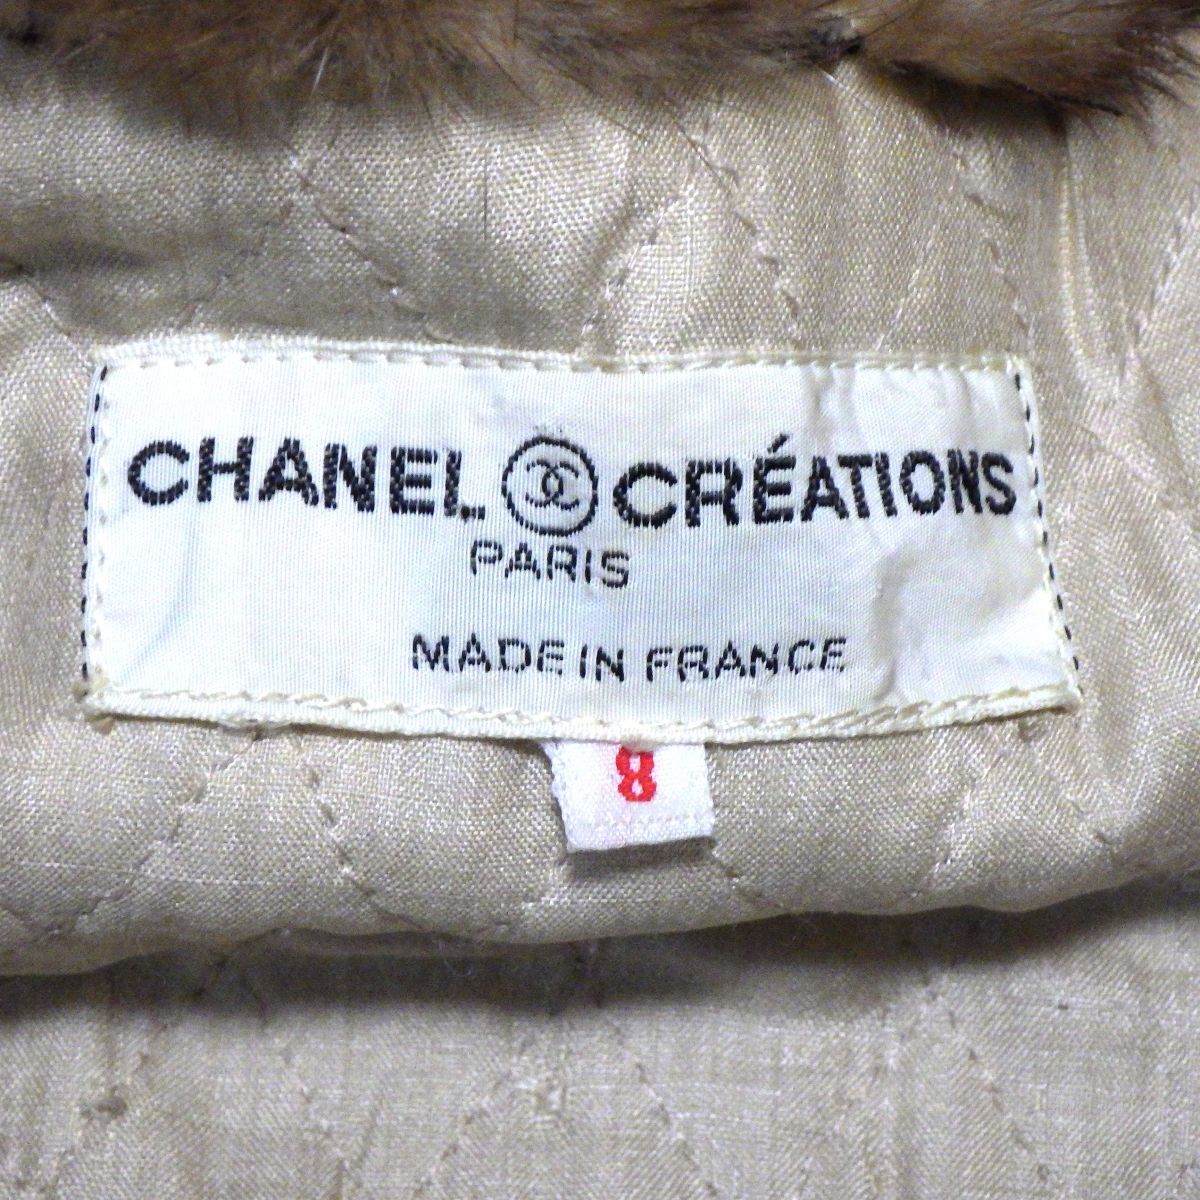 CHANEL CRÉATIONS
PARIS
MADE IN FRANCE
8